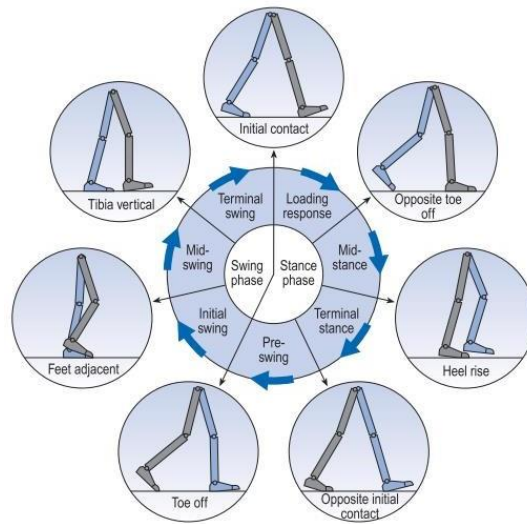 Initial contact
Tibia vertical
Opposite toe
off
Terminal
swing
Loading
response
Mid-
swing
Swing
phase
Stance
phase
Mid-
stance
Initial
swing
Pre-
swing
Terminal
stance
Feet adjacent
Heel rise
Toe off
Opposite initial
contact